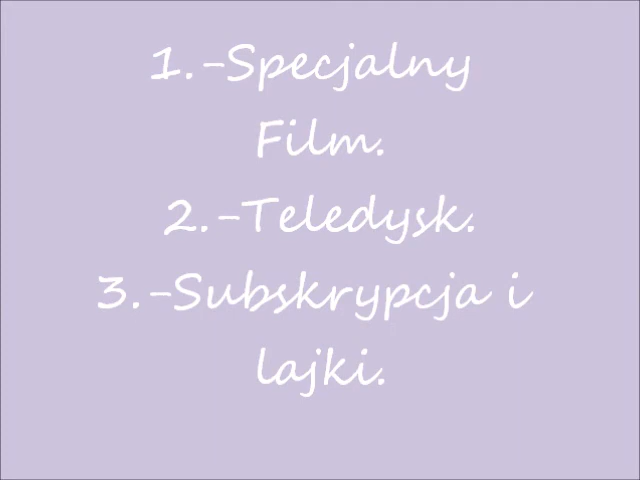 1.-Specjalny
Film.
2.-Teledysk.
3.-Subskrypcja i
lajki.